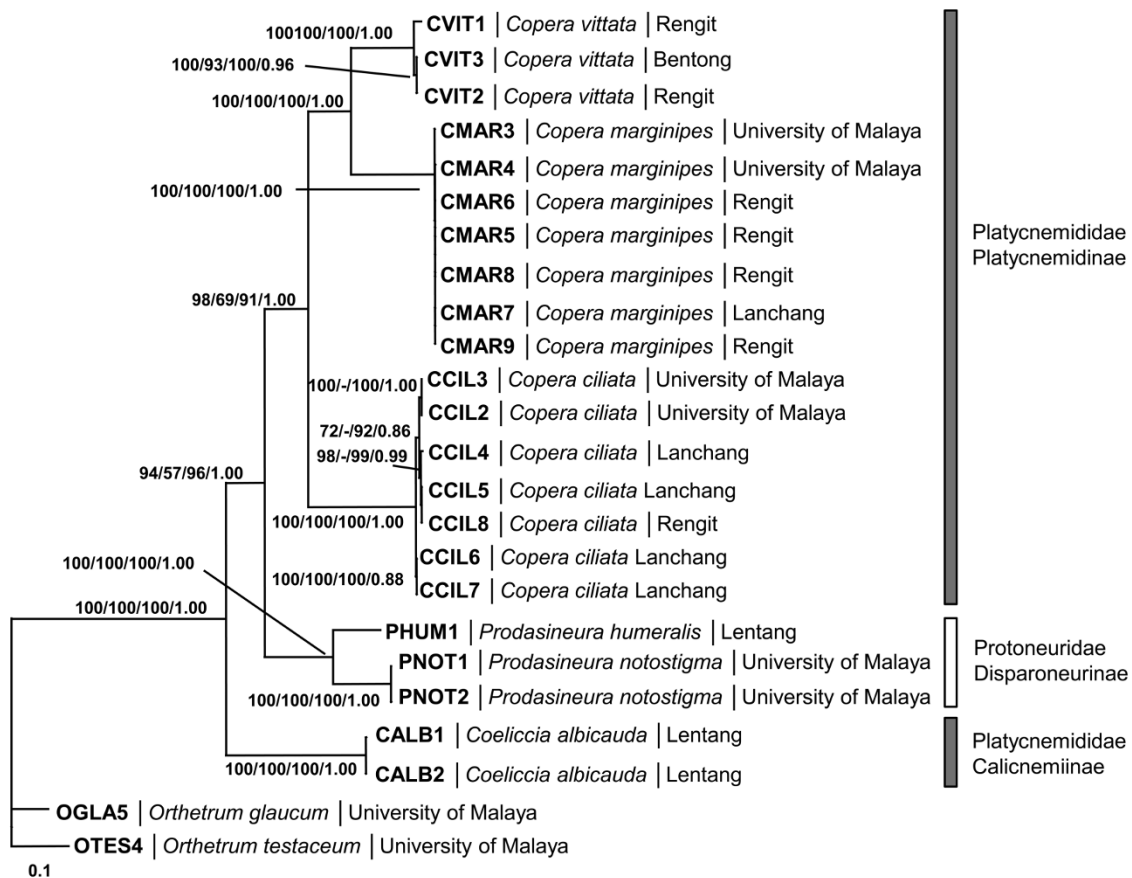 CVIT1 | Copera vittata | Rengit
100100/100/1.00
CVIT3 | Copera vittata | Bentong
100/93/100/0.96
CVIT2 | Copera vittata | Rengit
100/100/100/1.00
CMAR3 | Copera marginipes | University of Malaya
CMAR4 | Copera marginipes | University of Malaya
100/100/100/1.00
CMAR6 | Copera marginipes | Rengit
CMAR5 | Copera marginipes | Rengit
Platycnemididae
Platycnemidinae
CMAR8 | Copera marginipes | Rengit
98/69/91/1.00
CMAR7 | Copera marginipes | Lanchang
CMAR9 | Copera marginipes | Rengit
100/-/100/1.00
CCIL3 | Copera ciliata | University of Malaya
CCIL2 | Copera ciliata | University of Malaya
72/-/92/0.86
98/-/99/0.99
CCIL4 | Copera ciliata | Lanchang
94/57/96/1.00
CCIL5 | Copera ciliata Lanchang
100/100/100/1.00
CCIL8 | Copera ciliata | Rengit
CCIL6 | Copera ciliata Lanchang
100/100/100/1.00
100/100/100/0.88
CCIL7 | Copera ciliata Lanchang
100/100/100/1.00
PHUM1 | Prodasineura humeralis | Lentang
PNOT1 | Prodasineura notostigma | University of Malaya
Protoneuridae
Disparoneurinae
100/100/100/1.00
PNOT2 | Prodasineura notostigma | University of Malaya
CALB1 | Coeliccia albicauda | Lentang
Platycnemididae
Calicnemiinae
100/100/100/1.00
CALB2 | Coeliccia albicauda | Lentang
OGLA5 | Orthetrum glaucum | University of Malaya
OTES4 | Orthetrum testaceum | University of Malaya
0.1